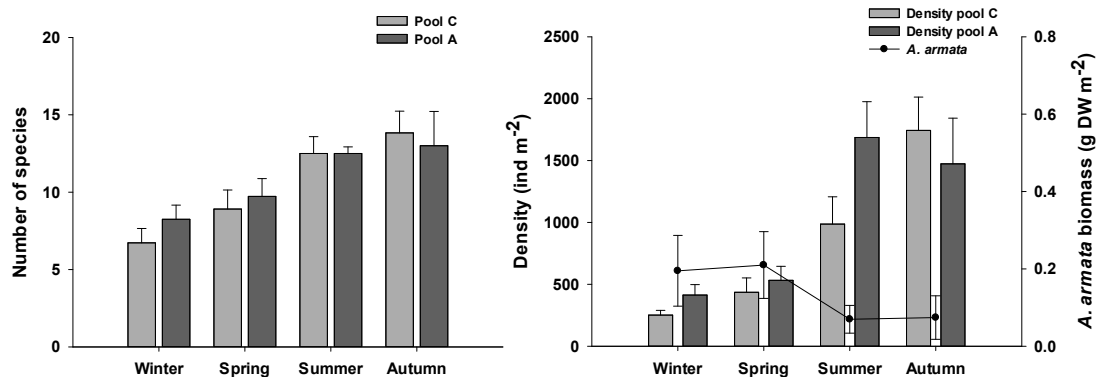 Pool C
Pool A
Number of species
20
15
10
5
0
Winter Spring Summer Autumn
Density pool C
Density pool A
A. armata
Density (ind m-2)
2500
2000
1500
1000
500
0
0.8
0.6
0.4
0.2
0.0
A. armata biomass (g DW m-2)
Winter Spring Summer Autumn